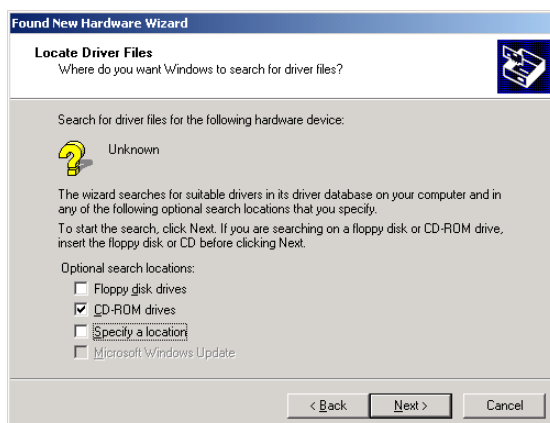 Found New Hardware Wizard
Locate Driver Files
Where do you want Windows to search for driver files?
Search for driver files for the following hardware device:
Unknown
The wizard searches for suitable drivers in its driver database on your computer and in
any of the following optional search locations that you specify.
To start the search, click Next. If you are searching on a floppy disk or CD-ROM drive,
insert the floppy disk or CD before clicking Next.
Optional search locations:
Floppy disk drives
CD-ROM drives
Specify a location
Microsoft Windows Update
< Back Next > Cancel